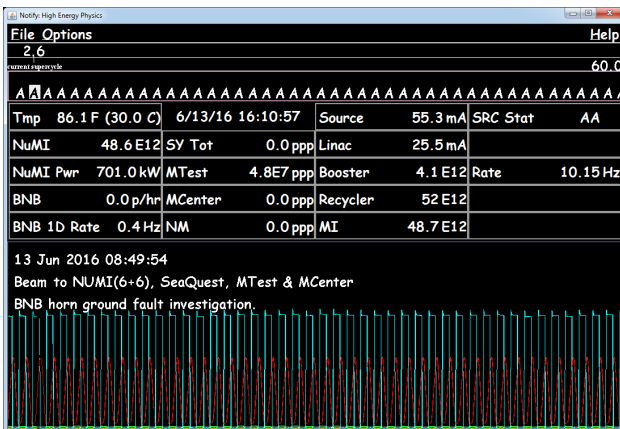 Notify: High Energy Physics
File Options Help
2,6
current supercycle 60.0
A A A A A A A A A A A A A A A A A A A A A A A A A A A A A A A A A A A A A A A A A A A A A
Tmp 86.1 F (30.0 C) 6/13/16 16:10:57 Source 55.3 mA SRC Stat AA
NuMI 48.6 E12 SY Tot 0.0 ppp Linac 25.5 mA
NuMI Pwr 701.0 kW MTest 4.8E7 ppp Booster 4.1 E12 Rate 10.15 Hz
BNB 0.0 p/hr MCenter 0.0 ppp Recycler 52 E12
BNB 1D Rate 0.4 Hz NM 0.0 ppp MI 48.7 E12
13 Jun 2016 08:49:54
Beam to NUMI(6+6), SeaQuest, MTest & MCenter
BNB horn ground fault investigation.